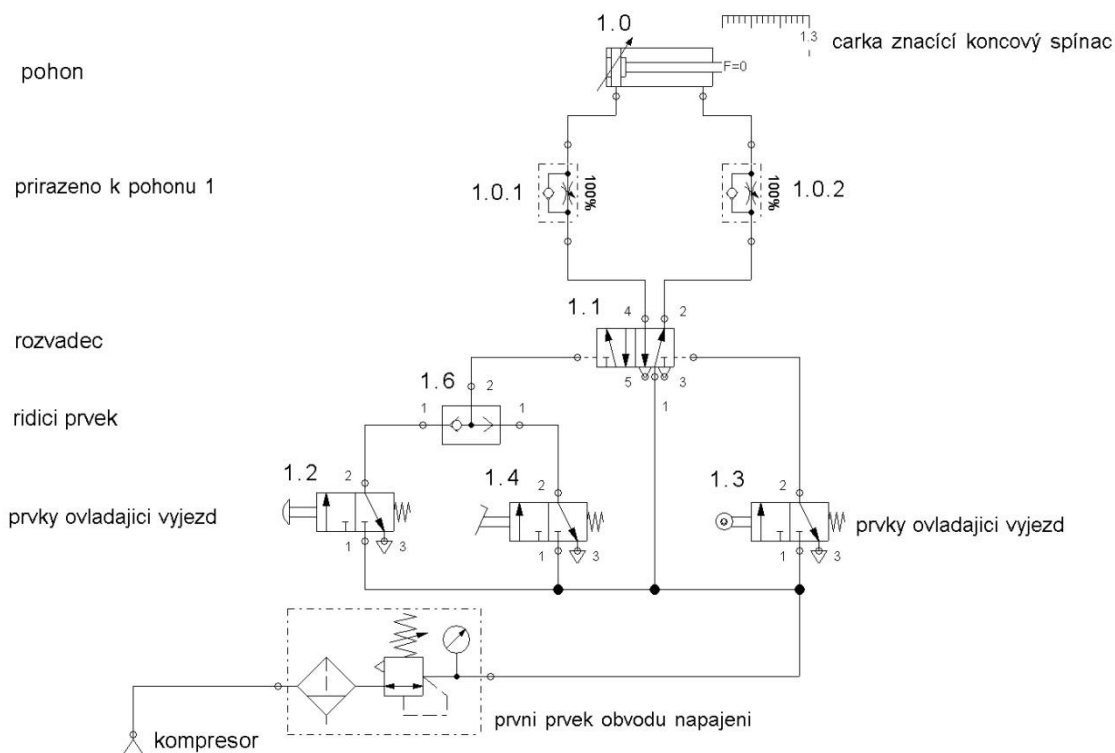 1.0
1.3
carka znacící koncový spínac
pohon
F=0
prirazeno k pohonu 1
1.0.1
100%
100%
1.0.2
1.1
4
2
rozvadec
5
3
1.6
2
1
ridici prvek
1
1
1.2
2
1.4
2
1.3
2
prvky ovladajici vyjezd
prvky ovladajici vyjezd
1
3
1
3
1
3
prvni prvek obvodu napajeni
kompresor